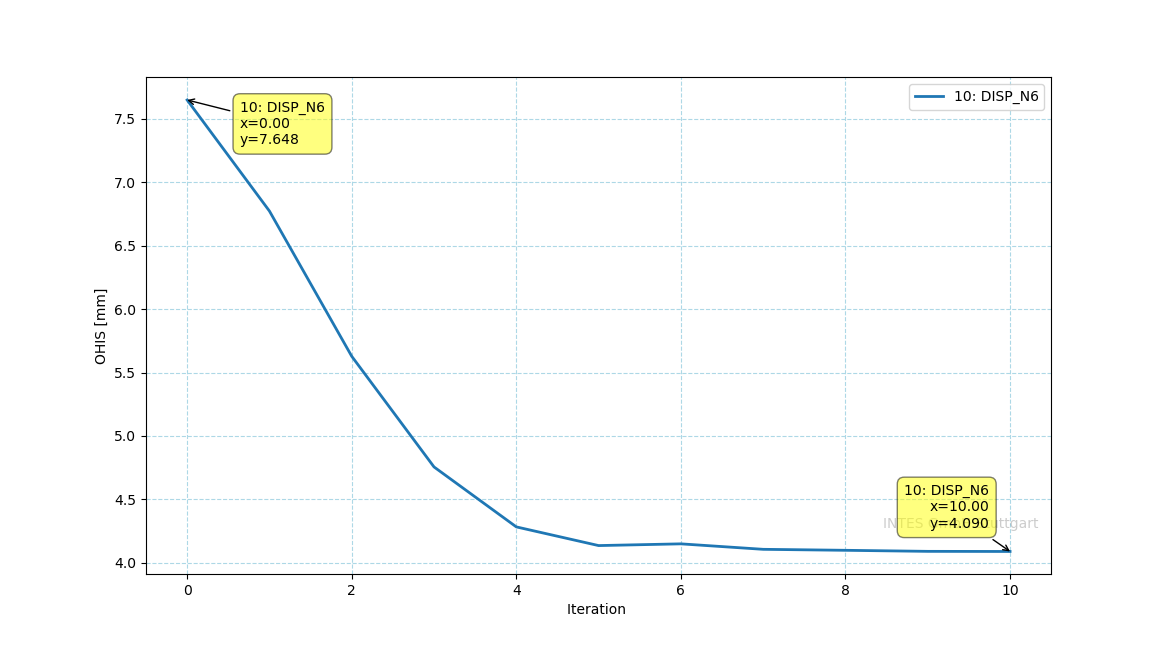 10: DISP_N6
10: DISP_N6
x=0.00
y=7.648
7.5
7.0
6.5
6.0
5.5
5.0
4.5
4.0
OHIS [mm]
10: DISP_N6
x=10.00
y=4.090
INTES
ttgart
0
2
4
6
8
10
Iteration